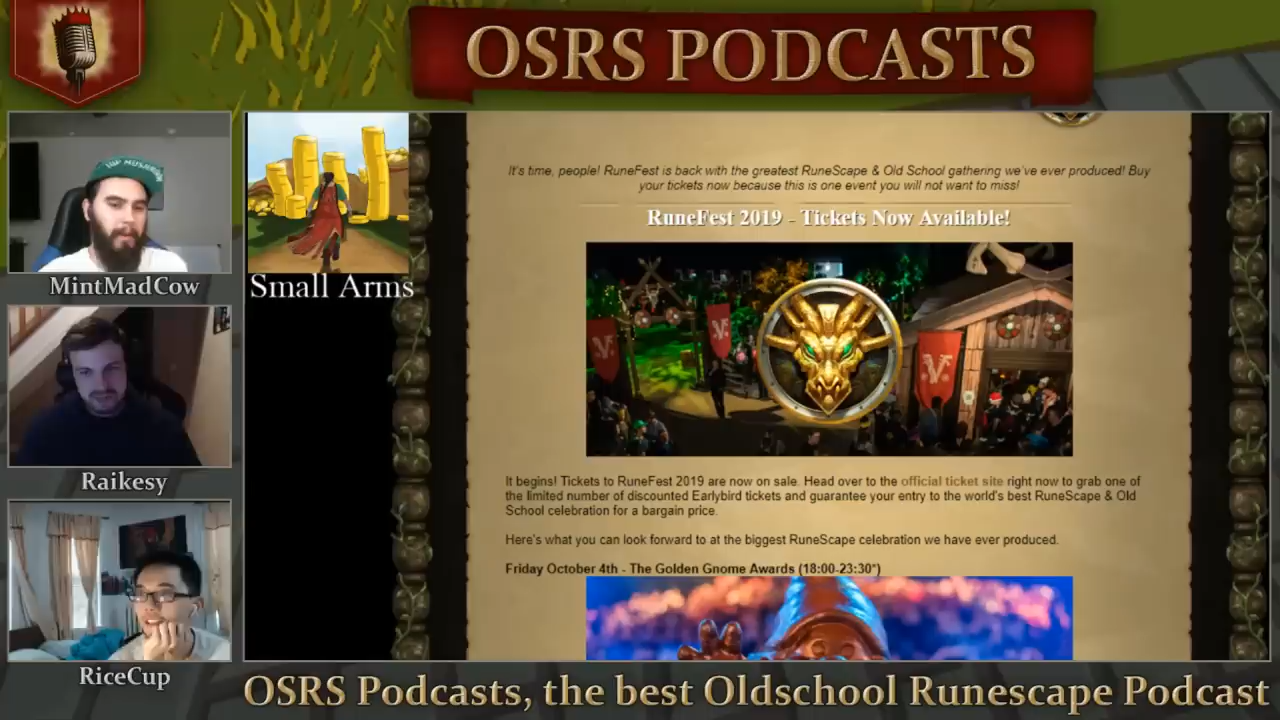 OSRS PODCASTS
MintMadCow
Raikesy
RiceCup
Small Arms
It's time, people! RuneFest is back with the greatest RuneScape & Old School gathering we've ever produced! Buy
your tickets now because this is one event you will not want to miss!
RuneFest 2019 - Tickets Now Available!
It begins! Tickets to RuneFest 2019 are now on sale. Head over to the official ticket site right now to grab one of
the limited number of discounted Earlybird tickets and guarantee your entry to the world's best RuneScape & Old
School celebration for a bargain price.
Here's what you can look forward to at the biggest RuneScape celebration we have ever produced.
Friday October 4th - The Golden Gnome Awards (18:00-23:30*)
OSRS Podcasts, the best Oldschool Runescape Podcast